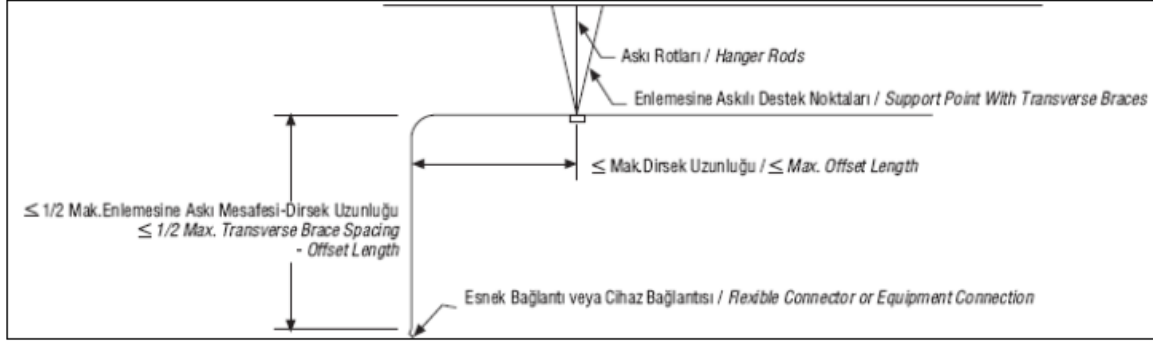 Askı Rotları / Hanger Rods
Enlemesine Askılı Destek Noktaları / Support Point With Transverse Braces
≤ Mak.Dirsek Uzunluğu / ≤ Max. Offset Length
≤ 1/2 Mak.Enlemesine Askı Mesafesi-Dirsek Uzunluğu
≤ 1/2 Max. Transverse Brace Spacing
- Offset Length
Esnek Bağlantı veya Cihaz Bağlantısı / Flexible Connector or Equipment Connection